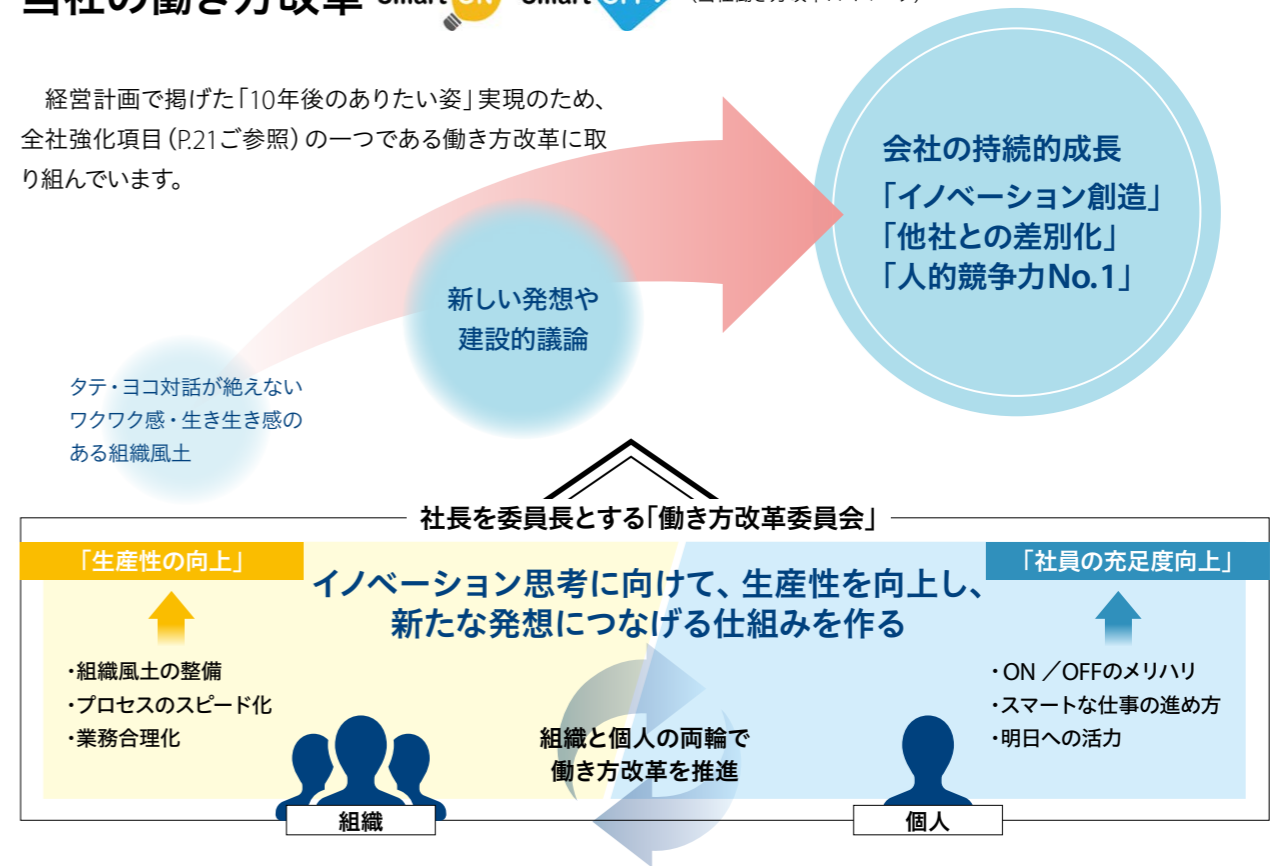 当社の働き方改革 Smart ON Smart OFF
経営計画で掲げた「10年後のありたい姿」実現のため、
全社強化項目(P.21ご参照)の一つである働き方改革に取
り組んでいます。
会社の持続的成長
「イノベーション創造」
「他社との差別化」
「人的競争力No.1」
新しい発想や
建設的議論
タテ・ヨコ対話が絶えない
ワクワク感・生き生き感の
ある組織風土
社長を委員長とする「働き方改革委員会」
「生産性の向上」
「社員の充足度向上」
イノベーション思考に向けて、生産性を向上し、
新たな発想につなげる仕組みを作る
・組織風土の整備
・プロセスのスピード化
・業務合理化
・ON／OFFのメリハリ
・スマートな仕事の進め方
・明日への活力
組織と個人の両輪で
働き方改革を推進
組織
個人